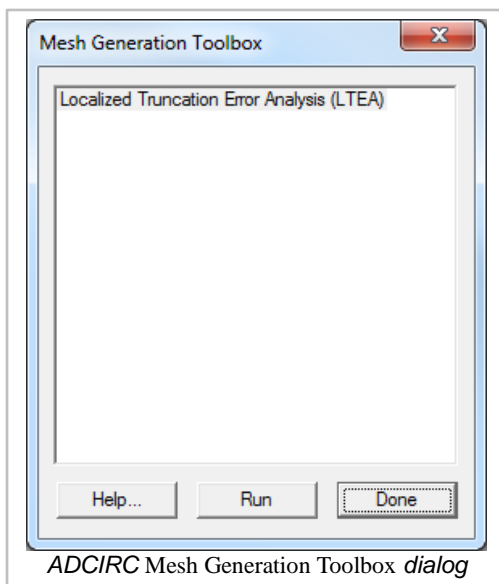 Mesh Generation Toolbox
Localized Truncation Error Analysis (LTEA)
Help... Run Done
ADCIRC Mesh Generation Toolbox dialog